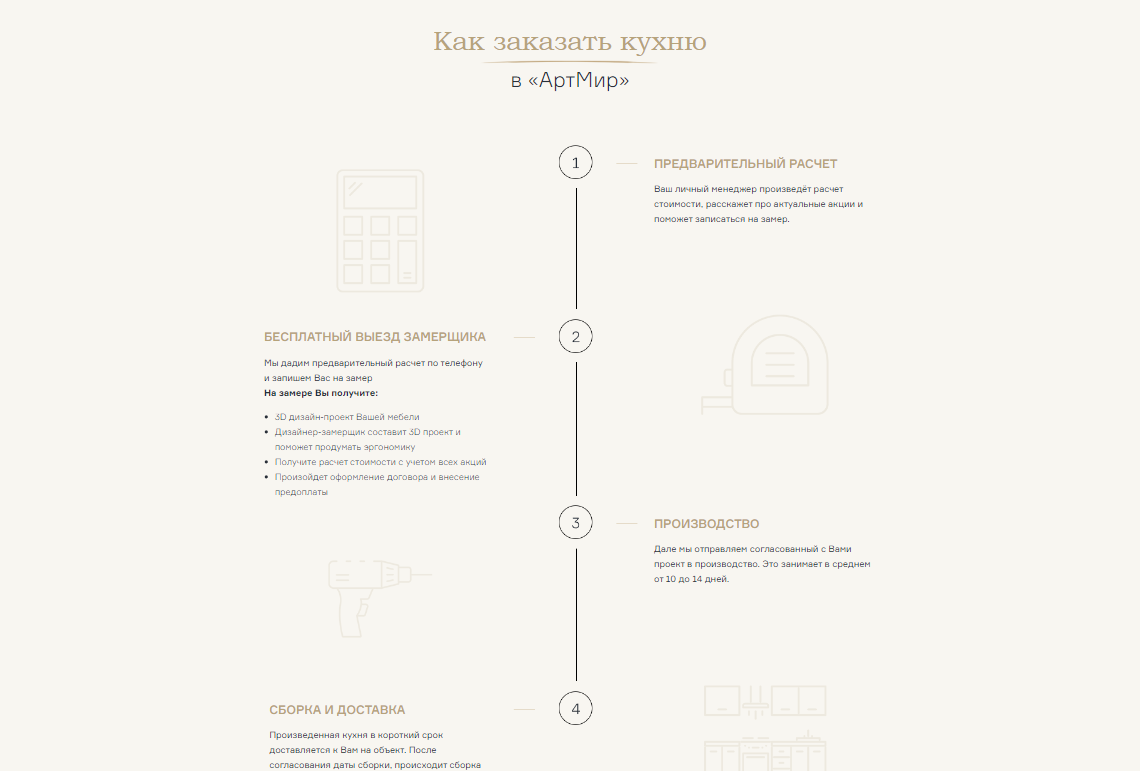 Как заказать кухню
в «АртМир»
1
ПРЕДВАРИТЕЛЬНЫЙ РАСЧЕТ
Ваш личный менеджер произведёт расчет
стоимости, расскажет про актуальные акции и
поможет записаться на замер.
2
БЕСПЛАТНЫЙ ВЫЕЗД ЗАМЕРЩИКА
Мы дадим предварительный расчет по телефону
и запишем Вас на замер
На замере Вы получите:
• 3D дизайн-проект Вашей мебели
• Дизайнер-замерщик составит 3D проект и
поможет продумать эргономику
• Получите расчет стоимости с учетом всех акций
• Произойдет оформление договора и внесение
предоплаты
3
ПРОИЗВОДСТВО
Дале мы отправляем согласованный с Вами
проект в производство. Это занимает в среднем
от 10 до 14 дней.
4
СБОРКА И ДОСТАВКА
Произведенная кухня в короткий срок
доставляется к Вам на объект. После
согласования даты сборки, происходит сборка